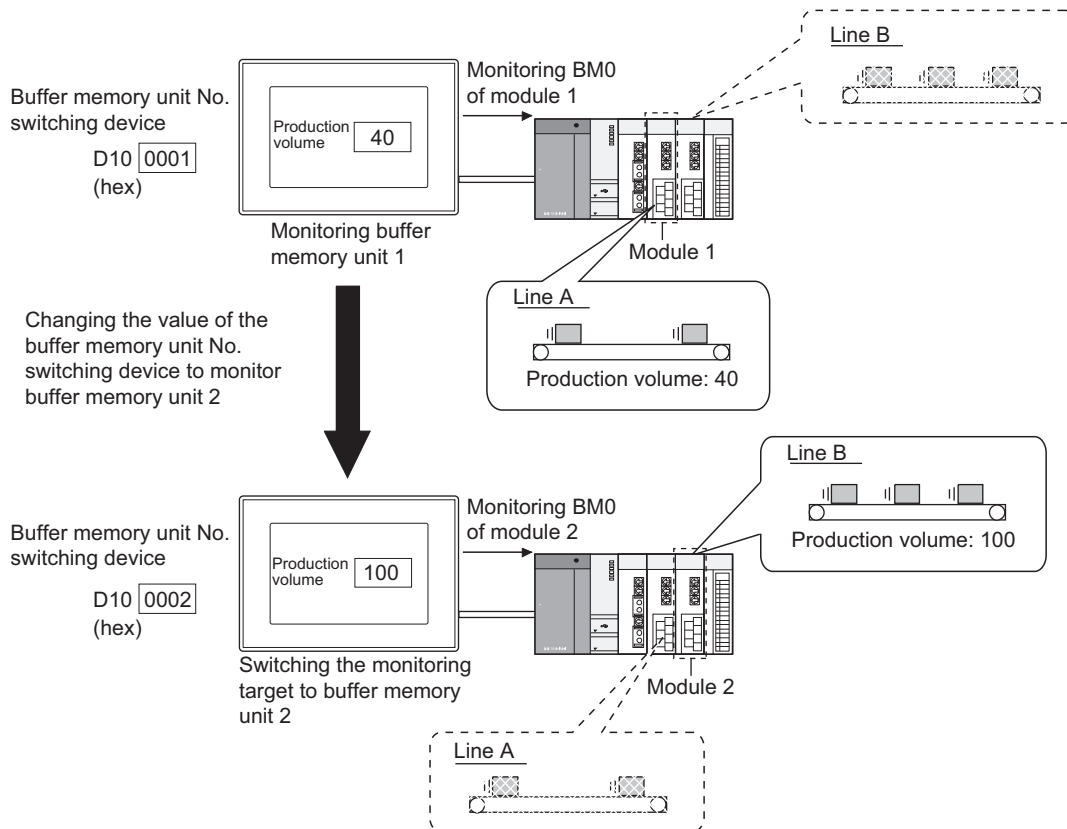 Line B
Monitoring BM0
of module 1
Buffer memory unit No.
switching device
D10 0001
(hex)
Production
volume
40
Monitoring buffer
memory unit 1
Module 1
Line A
Production volume: 40
Changing the value of the
buffer memory unit No.
switching device to monitor
buffer memory unit 2
Line B
Production volume: 100
Monitoring BM0
of module 2
Buffer memory unit No.
switching device
D10 0002
(hex)
Production
volume
100
Switching the monitoring
target to buffer memory
unit 2
Module 2
Line A